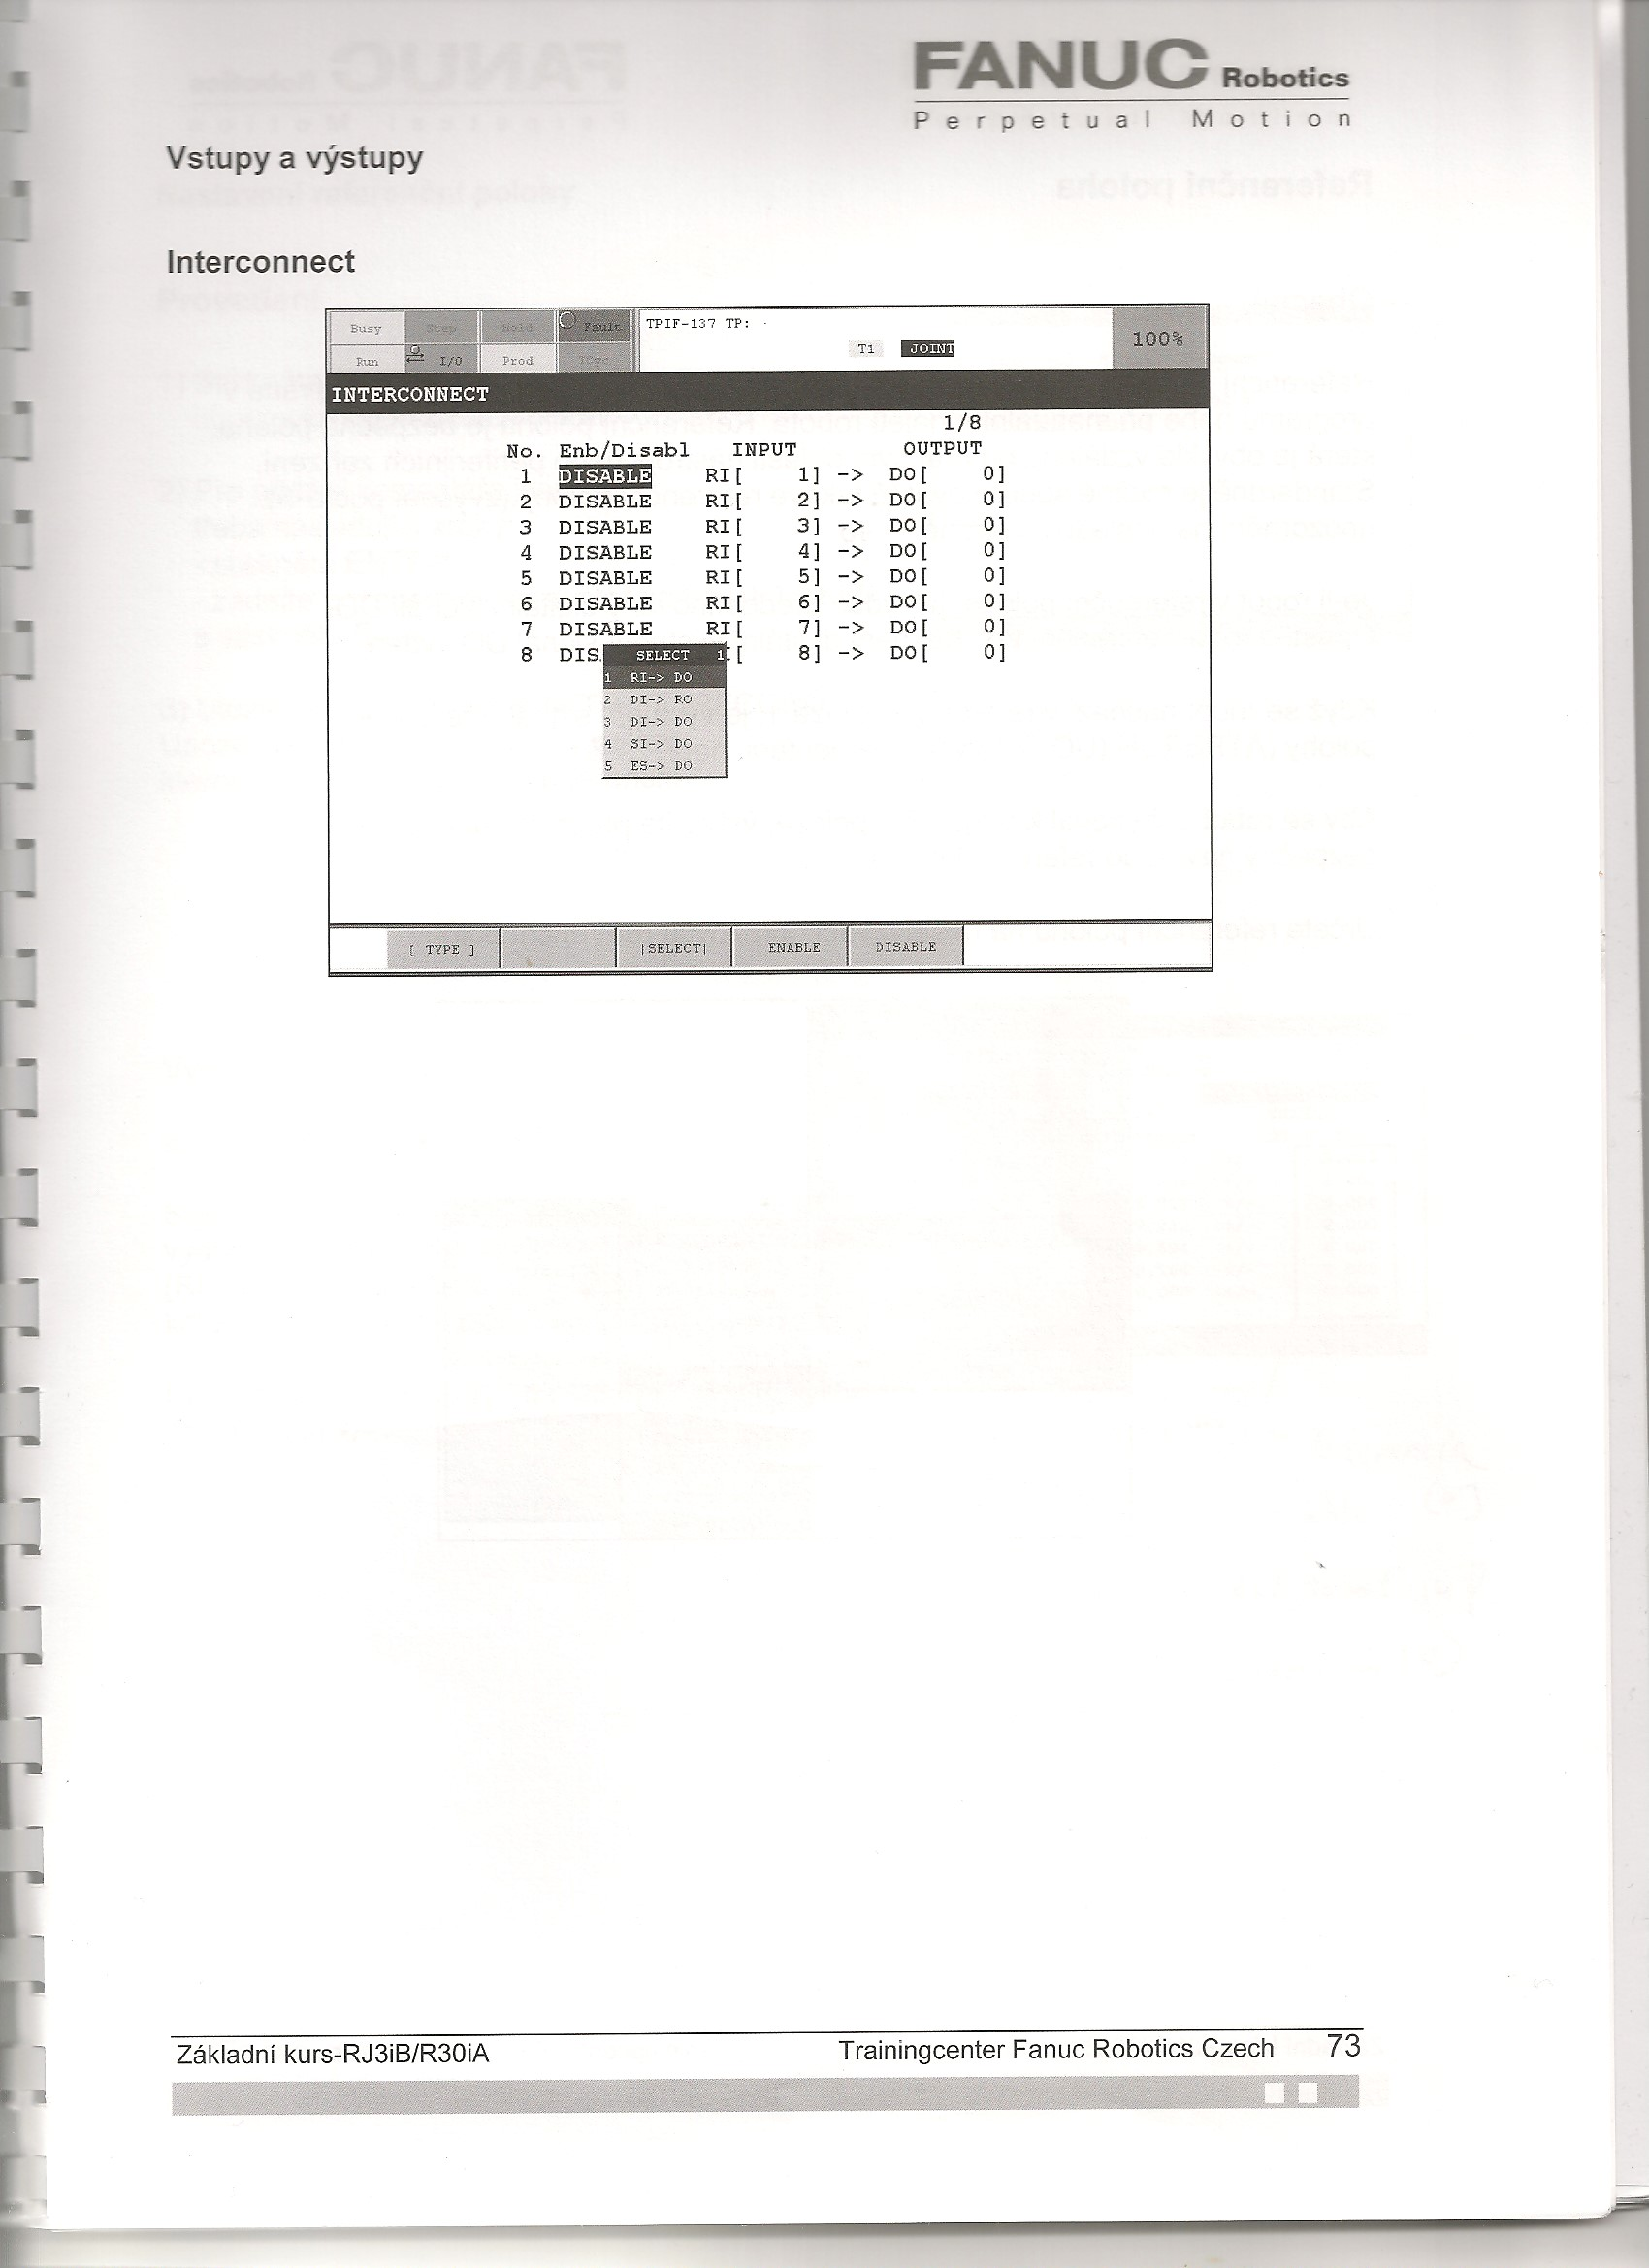 FANUC Robotics
Perpetual Motion
Vstupy a výstupy
Interconnect
Busy Step Hold Fault TPIF-137 TP:
100%
T1 JOINT
Run I/O Prod
INTERCONNECT
1/8
No. Enb/Disabl INPUT OUTPUT
1 DISABLE RI[ 1] -> DO[ 0]
2 DISABLE RI[ 2] -> DO[ 0]
3 DISABLE RI[ 3] -> DO[ 0]
4 DISABLE RI[ 4] -> DO[ 0]
5 DISABLE RI[ 5] -> DO[ 0]
6 DISABLE RI[ 6] -> DO[ 0]
7 DISABLE RI[ 7] -> DO[ 0]
8 DIS [ 8] -> DO[ 0]
SELECT 1
1 RI-> DO
2 DI-> RO
3 DI-> DO
4 SI-> DO
5 ES-> DO
[ TYPE ] |SELECT| ENABLE DISABLE
Základní kurs-RJ3iB/R30iA Trainingcenter Fanuc Robotics Czech 73